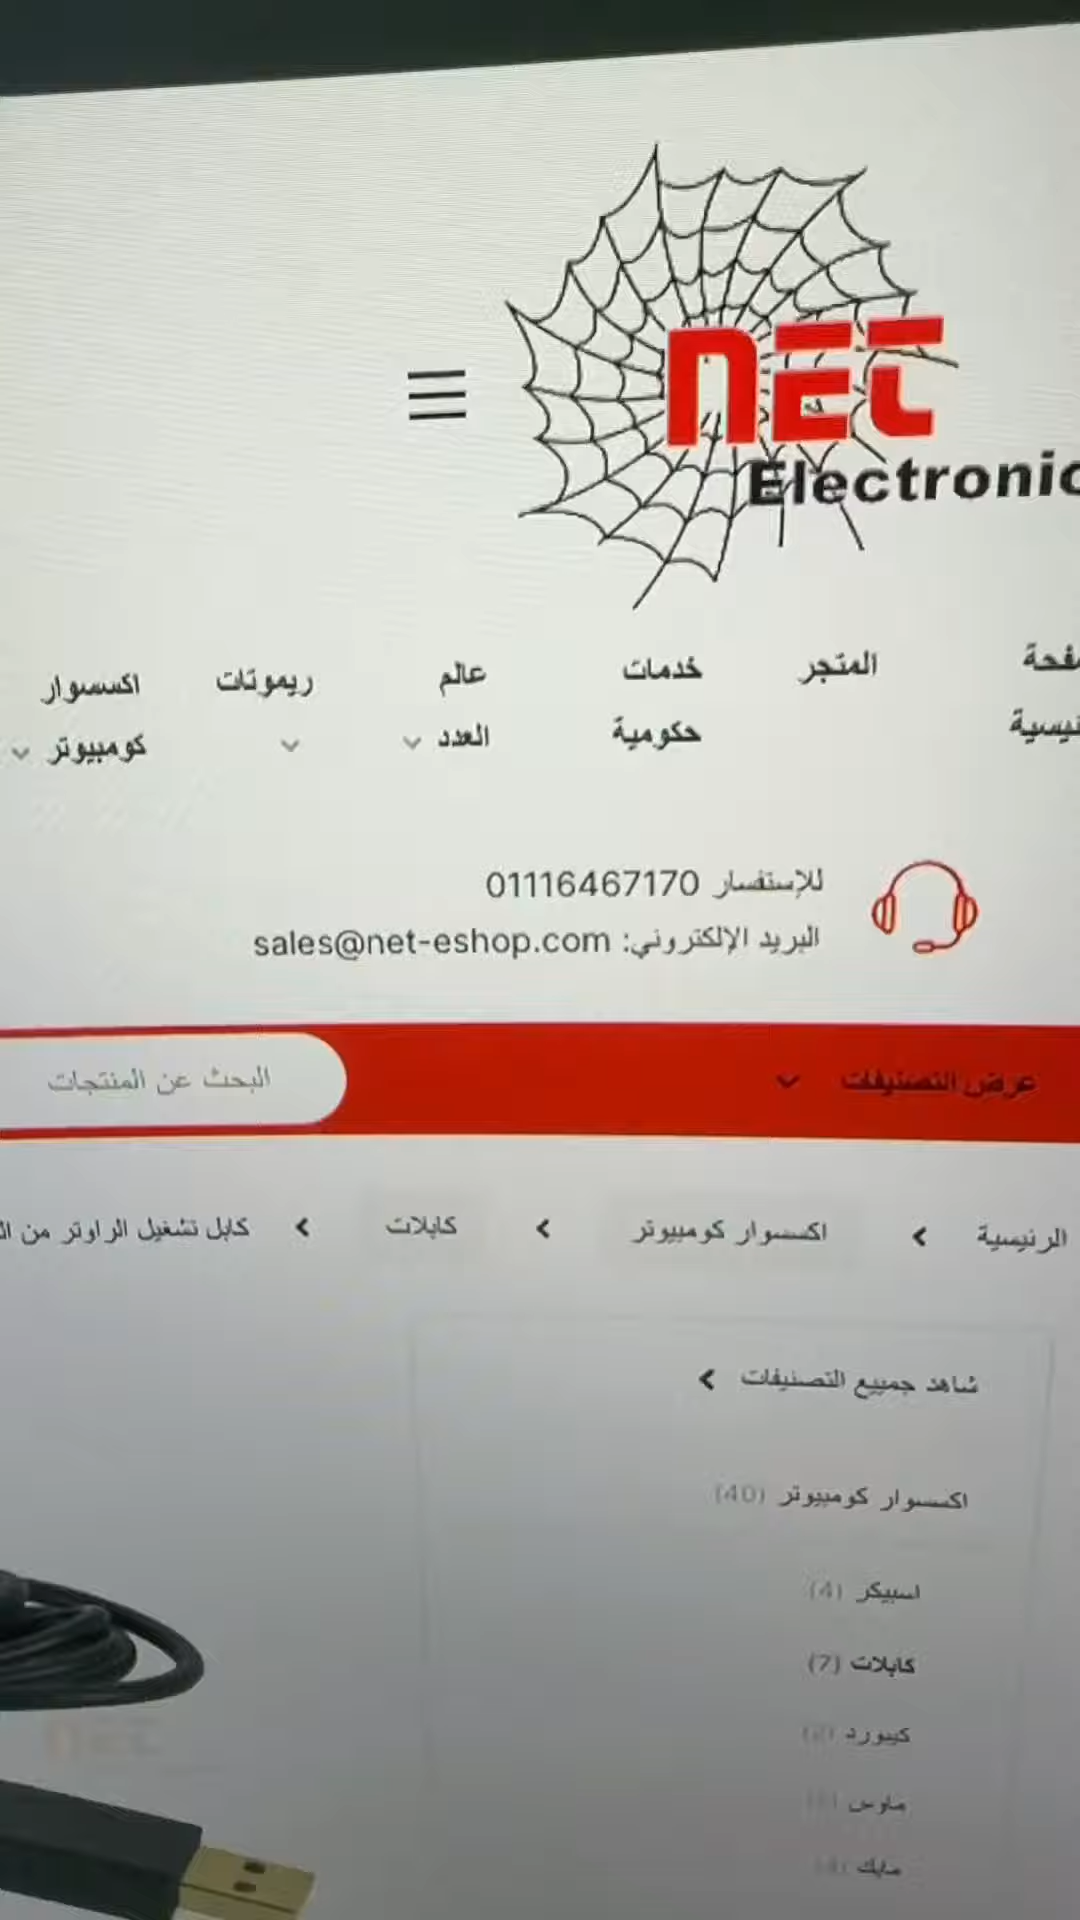 NET
Electronic
المتجر
خدمات
حكومية
عالم
العدد
ريموتات
اكسسوار
كومبيوتر
للإستفسار 01116467170
البريد الإلكتروني: sales@net-eshop.com
عرض التصنيفات
البحث عن المنتجات
الرئيسية
اكسسوار كومبيوتر
كابلات
كابل تشغيل الراوتر من
شاهد جمييع التصنيفات
اكسسوار كومبيوتر (40)
اسبيكر (4)
كابلات (7)
كيبورد
ماوس
مايك
NET